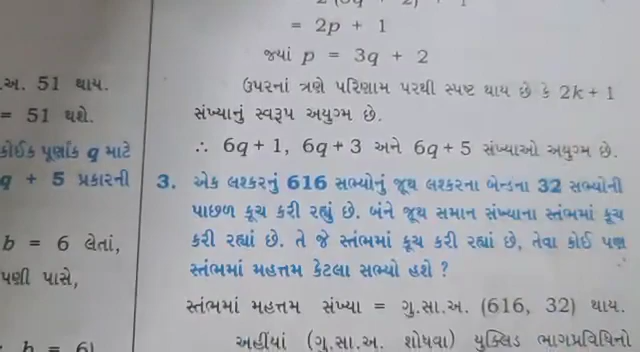 = 2p + 1
જ્યાં p = 3q + 2
ઉપરનાં ત્રણે પરિણામ પરથી સ્પષ્ટ થાય છે કે 2k + 1
સંખ્યાનું સ્વરૂપ અયુગ્મ છે.
∴ 6q + 1, 6q + 3 અને 6q + 5 સંખ્યાઓ અયુગ્મ છે.
3. એક લશ્કરનું 616 સભ્યોનું જૂથ લશ્કરના બેન્ડના 32 સભ્યોની
પાછળ કૂચ કરી રહ્યું છે. બંને જૂથ સમાન સંખ્યાના સ્તંભમાં કૂચ
કરી રહ્યાં છે. તે જે સ્તંભમાં કૂચ કરી રહ્યાં છે, તેવા કોઈ પણ
સ્તંભમાં મહત્તમ કેટલા સભ્યો હશે ?
સ્તંભમાં મહત્તમ સંખ્યા = ગુ.સા.અ. (616, 32) થાય.
અહીંયાં (ગુ.સા.અ. શોધવા) યુક્લિડ ભાગપ્રવિધિનો
.અ. 51 થાય.
= 51 થશે.
કોઈક પૂર્ણાંક q માટે
q + 5 પ્રકારની
b = 6 લેતાં,
પણી પાસે,